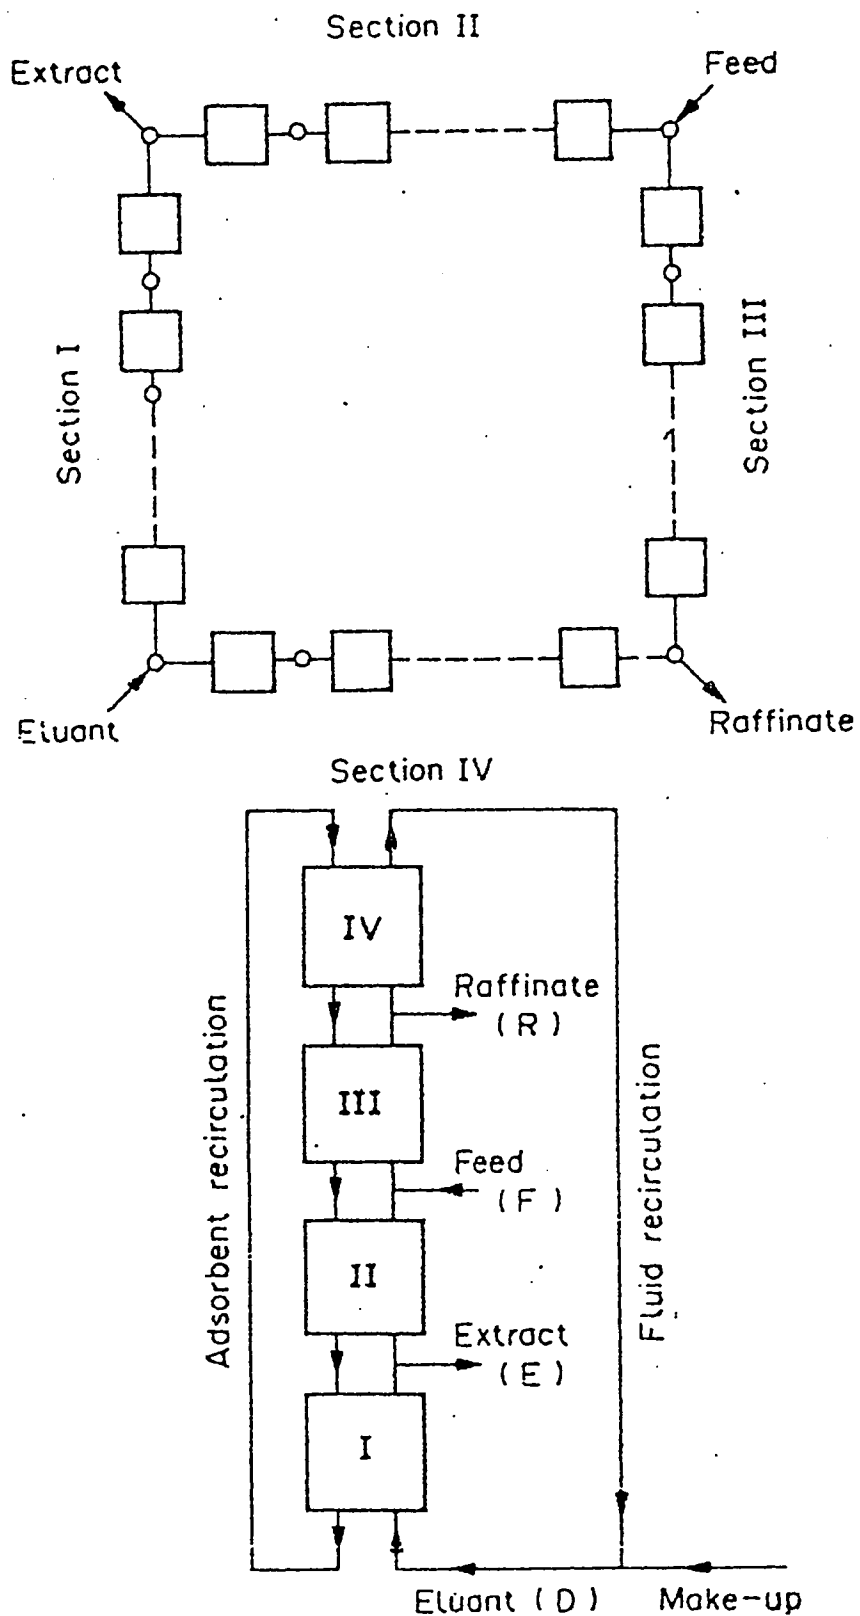 Section II
Extract
Feed
Section I
Section III
Eluant
Raffinate
Section IV
IV
Raffinate
(R)
III
Feed
(F)
II
Extract
(E)
I
Adsorbent recirculation
Fluid recirculation
Eluant (D)
Make-up